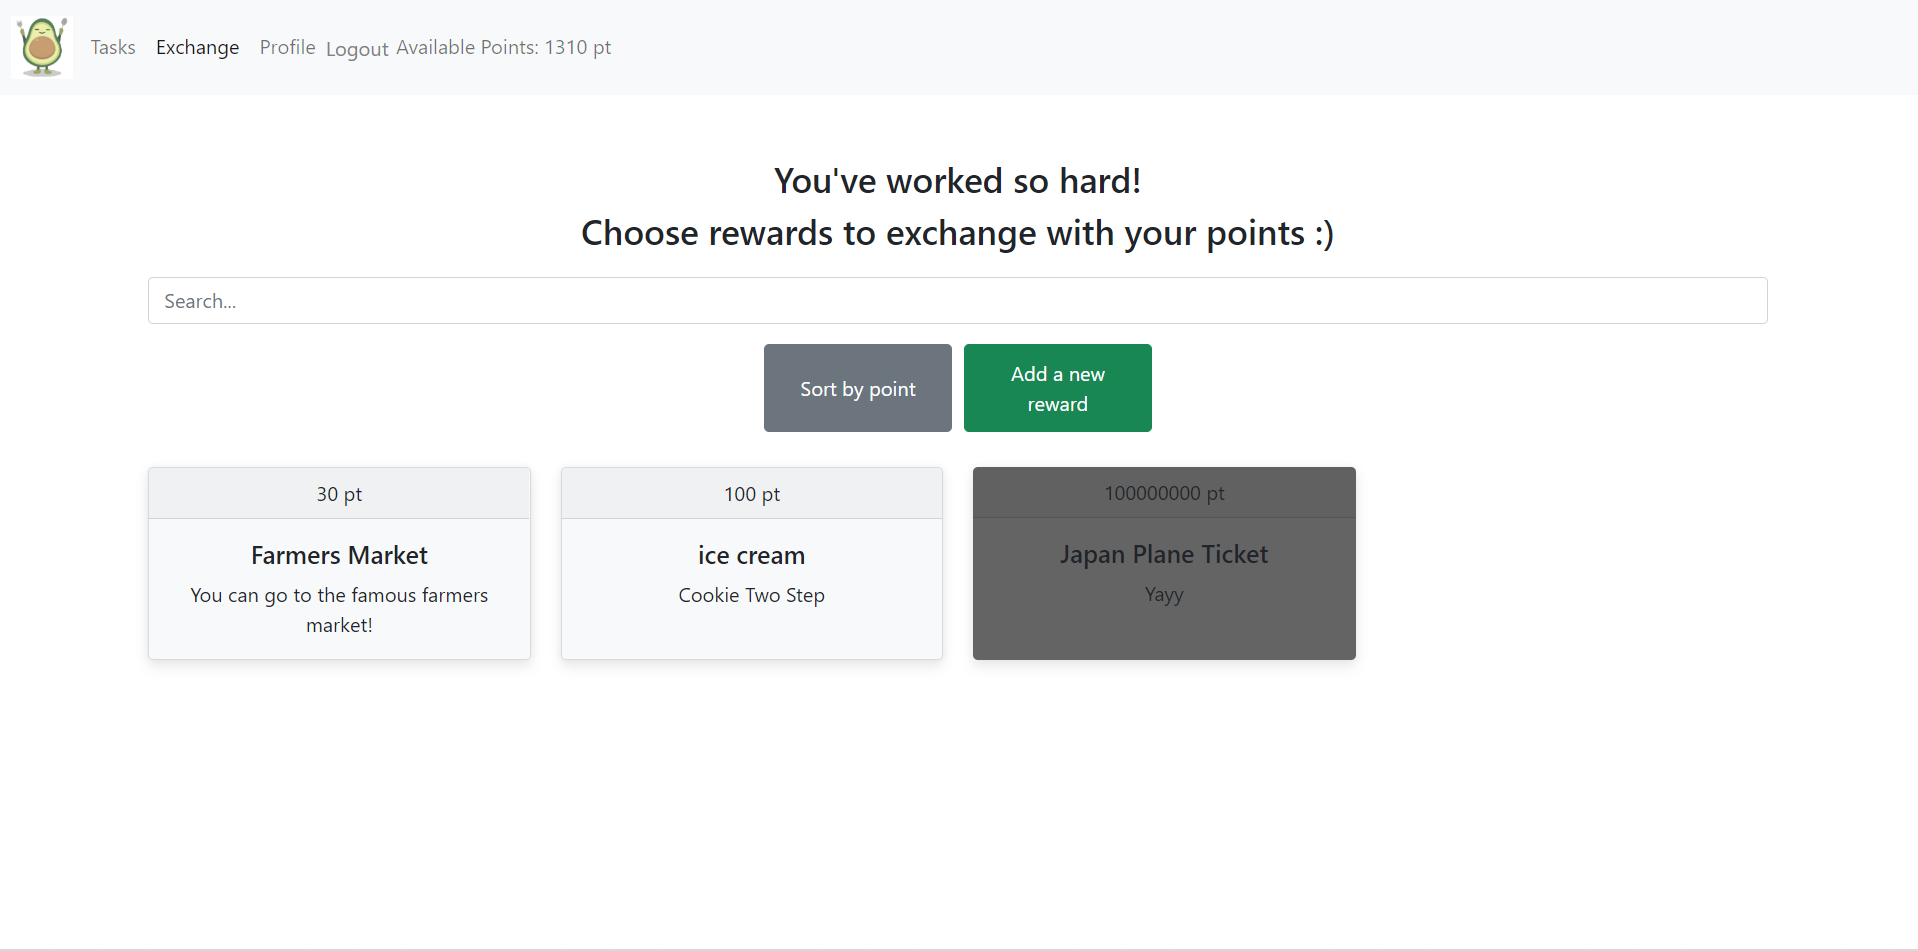 Tasks Exchange Profile Logout Available Points: 1310 pt
You've worked so hard!
Choose rewards to exchange with your points :)
Search...
Sort by point
Add a new
reward
30 pt
Farmers Market
You can go to the famous farmers
market!
100 pt
ice cream
Cookie Two Step
100000000 pt
Japan Plane Ticket
Yayy